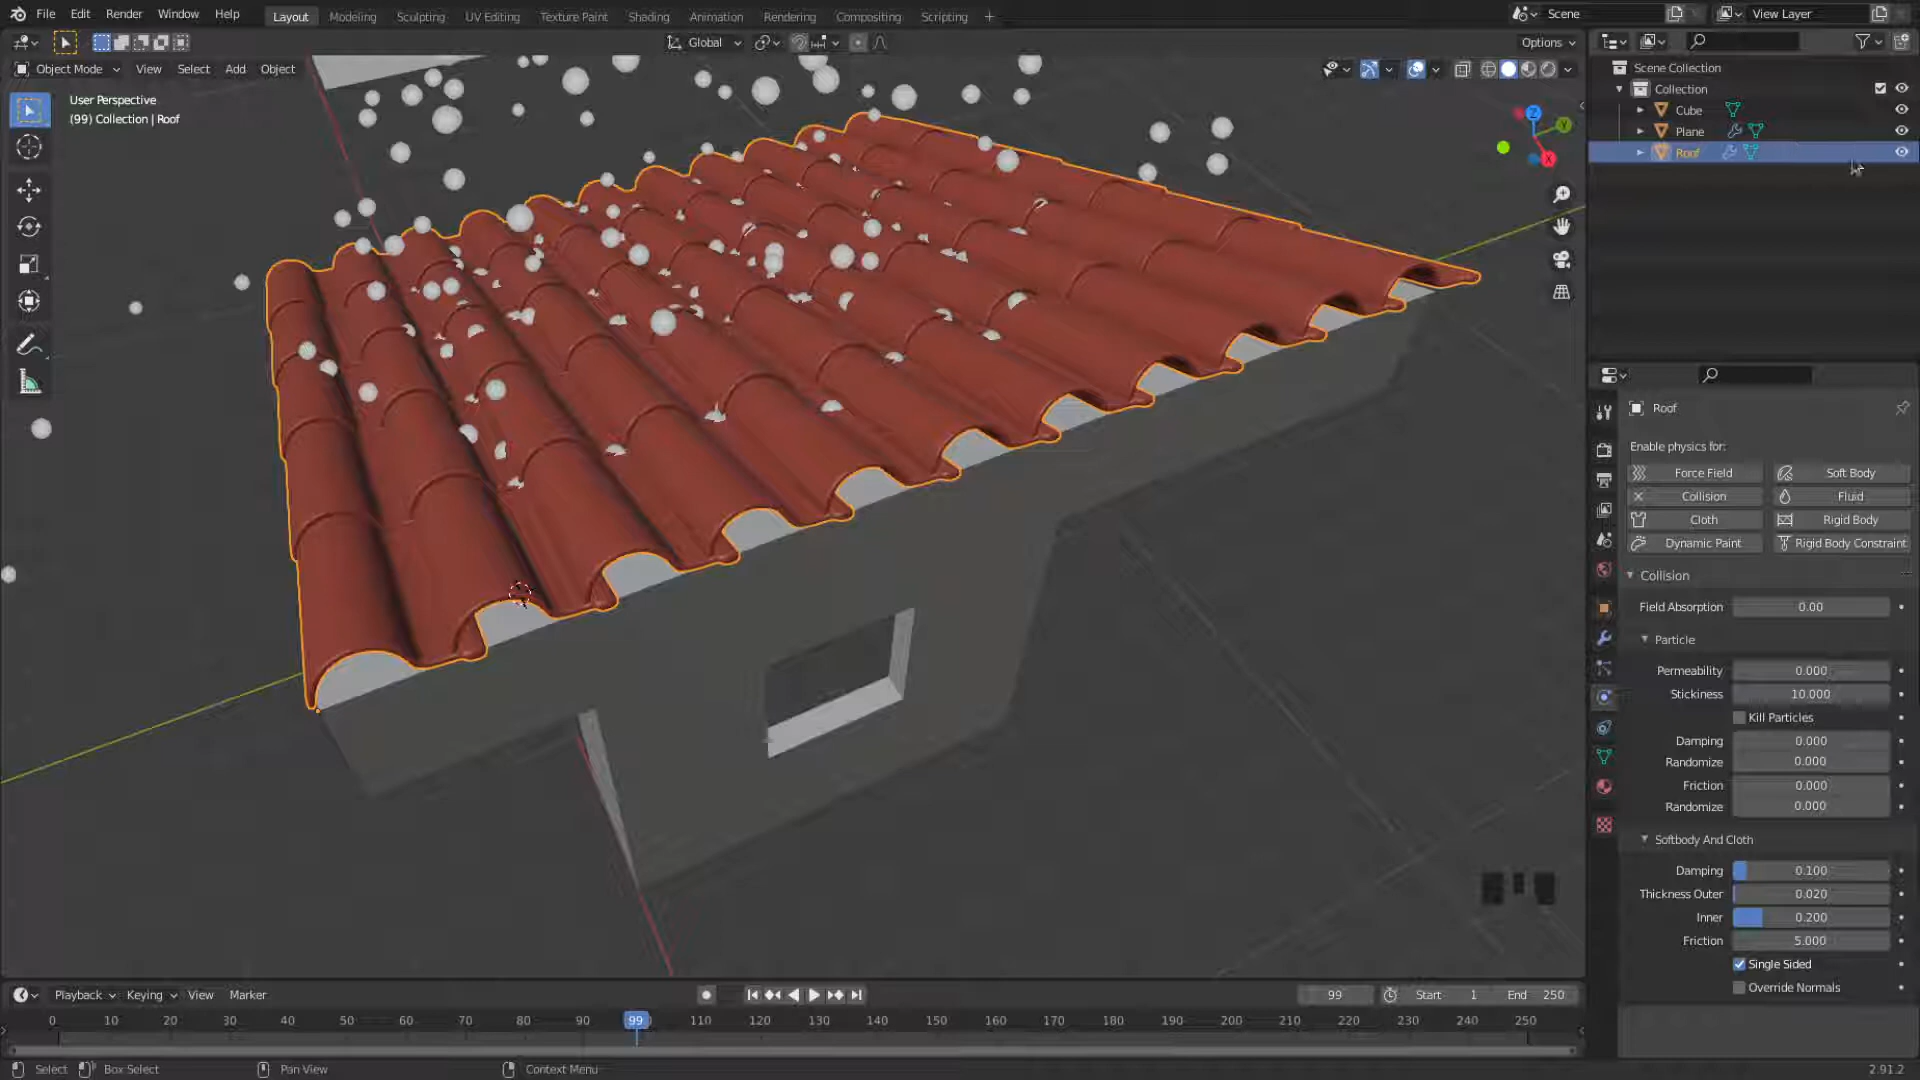 File Edit Render Window Help Layout Modeling Sculpting UV Editing Texture Paint Shading Animation Rendering Compositing Scripting + Scene View Layer
Global Options
Object Mode View Select Add Object
User Perspective
(99) Collection | Roof
Z
Y
X
Scene Collection
Collection
Cube
Plane
Roof
Roof
Enable physics for:
Force Field Soft Body
Collision Fluid
Cloth Rigid Body
Dynamic Paint Rigid Body Constraint
Collision
Field Absorption 0.00
Particle
Permeability 0.000
Stickiness 10.000
Kill Particles
Damping 0.000
Randomize 0.000
Friction 0.000
Randomize 0.000
Softbody And Cloth
Damping 0.100
Thickness Outer 0.020
Inner 0.200
Friction 5.000
Single Sided
Override Normals
Playback Keying View Marker 99 Start 1 End 250
0 10 20 30 40 50 60 70 80 99 110 120 130 140 150 160 170 180 190 200 210 220 230 240 250
Select Box Select Pan View Context Menu 2.91.2